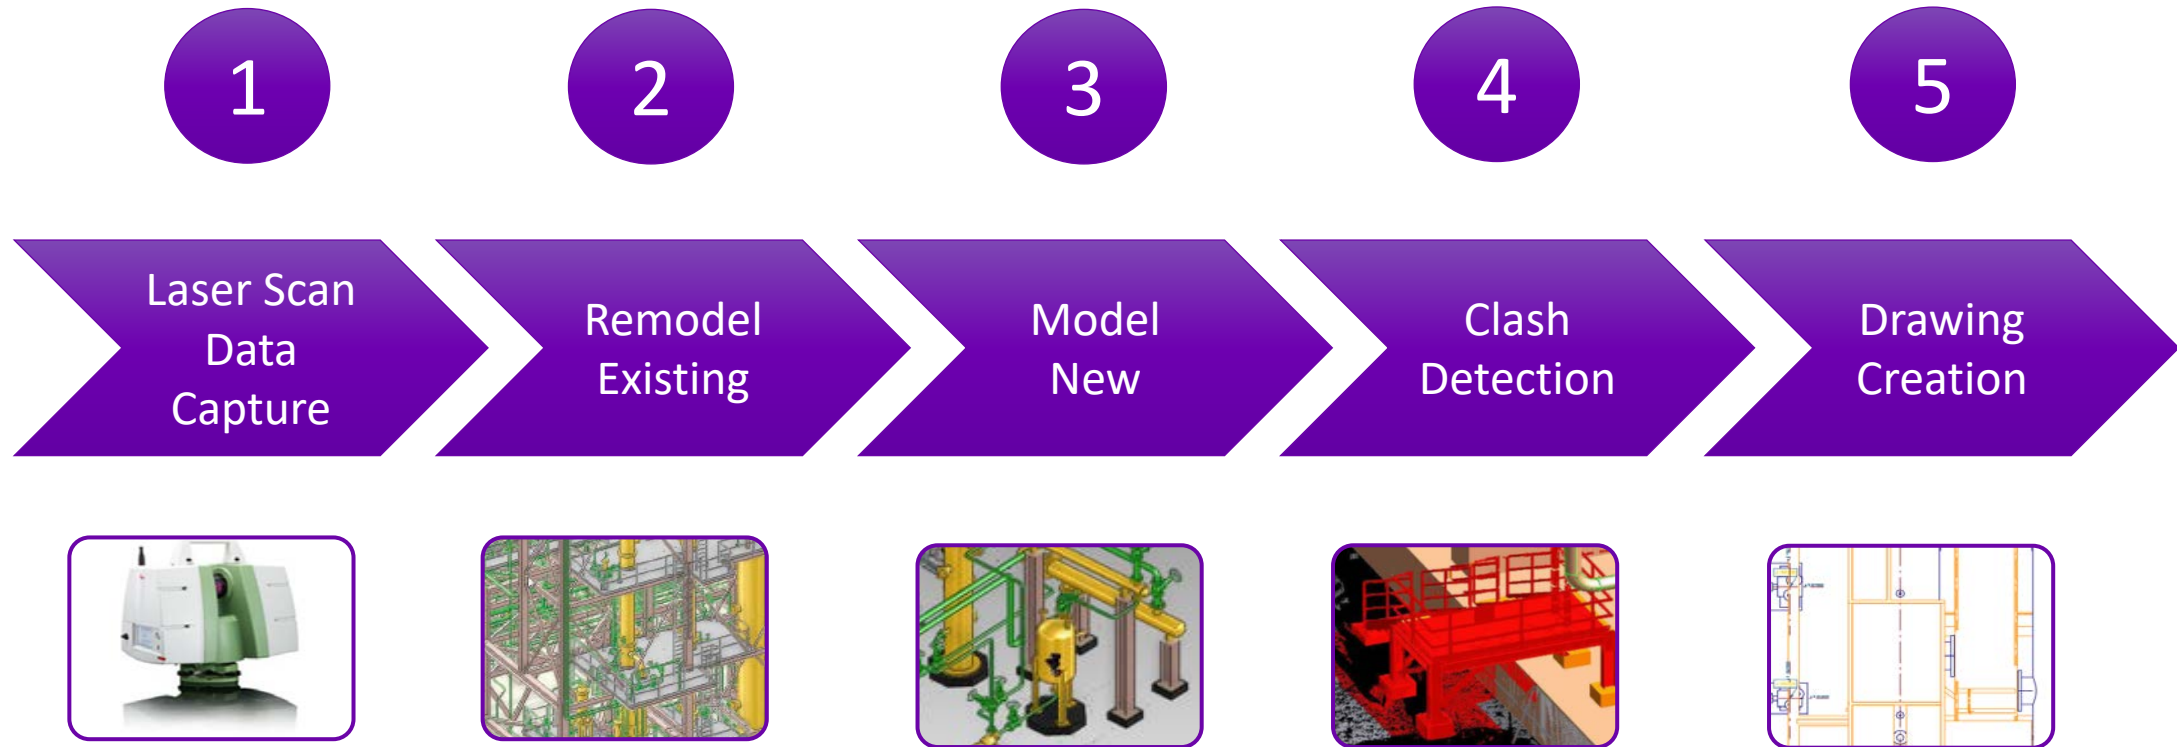 1
2
3
4
5
Laser Scan
Data
Capture
Remodel
Existing
Model
New
Clash
Detection
Drawing
Creation